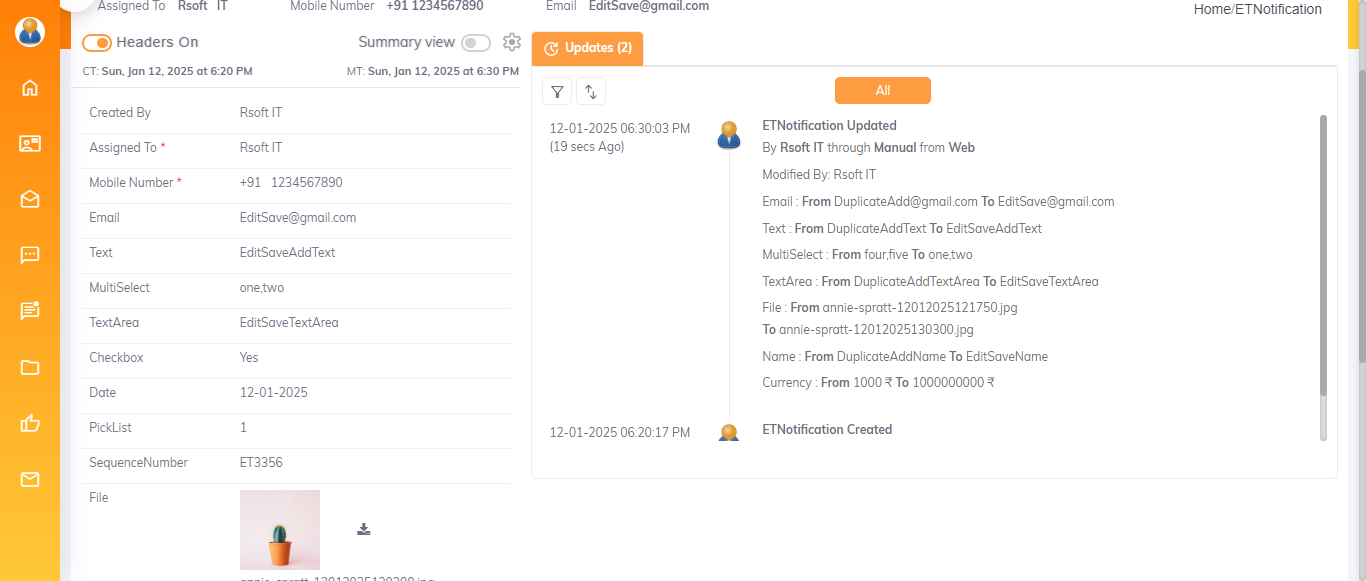 Assigned To Rsoft IT Mobile Number +91 1234567890 Email EditSave@gmail.com
Home/ETNotification
Headers On Summary view
CT: Sun, Jan 12, 2025 at 6:20 PM MT: Sun, Jan 12, 2025 at 6:30 PM
Created By Rsoft IT
Assigned To * Rsoft IT
Mobile Number * +91 1234567890
Email EditSave@gmail.com
Text EditSaveAddText
MultiSelect one,two
TextArea EditSaveTextArea
Checkbox Yes
Date 12-01-2025
PickList 1
SequenceNumber ET3356
File
Updates (2)
All
12-01-2025 06:30:03 PM
(19 secs Ago)
ETNotification Updated
By Rsoft IT through Manual from Web
Modified By: Rsoft IT
Email : From DuplicateAdd@gmail.com To EditSave@gmail.com
Text : From DuplicateAddText To EditSaveAddText
MultiSelect : From four,five To one,two
TextArea : From DuplicateAddTextArea To EditSaveTextArea
File : From annie-spratt-12012025121750.jpg
To annie-spratt-12012025130300.jpg
Name : From DuplicateAddName To EditSaveName
Currency : From 1000 ₹ To 1000000000 ₹
12-01-2025 06:20:17 PM
ETNotification Created